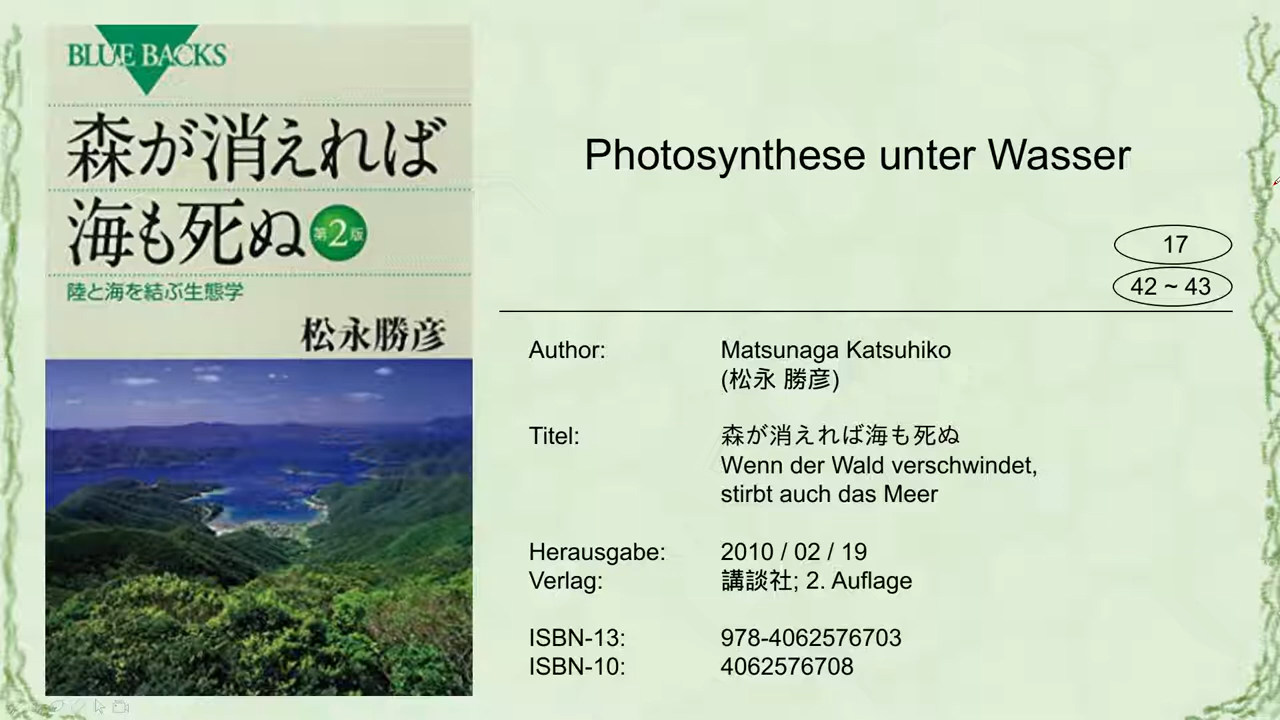 BLUE BACKS
森が消えれば
海も死ぬ 第2版
陸と海を結ぶ生態学
松永勝彦
Photosynthese unter Wasser
17
42 ~ 43
Author: Matsunaga Katsuhiko
(松永 勝彦)
Titel: 森が消えれば海も死ぬ
Wenn der Wald verschwindet,
stirbt auch das Meer
Herausgabe: 2010 / 02 / 19
Verlag: 講談社; 2. Auflage
ISBN-13: 978-4062576703
ISBN-10: 4062576708